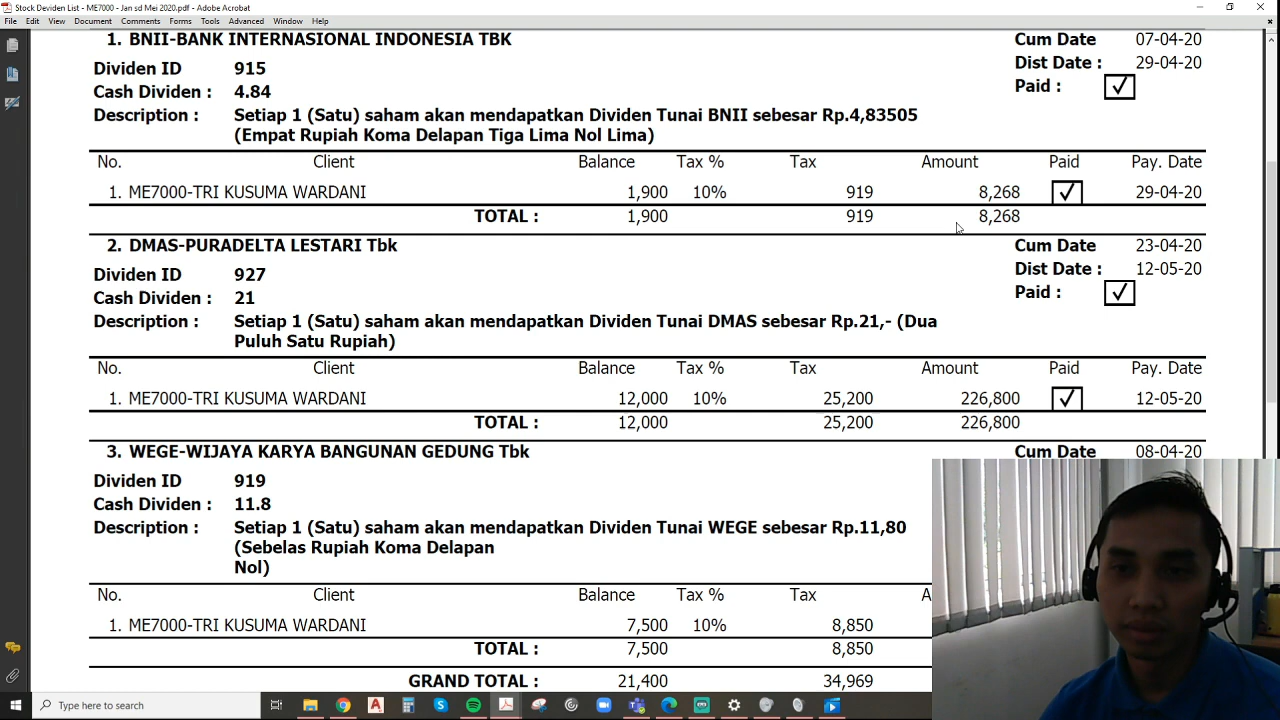 Stock Deviden List - ME7000 - Jan sd Mei 2020.pdf - Adobe Acrobat
File Edit View Document Comments Forms Tools Advanced Window Help
1. BNII-BANK INTERNASIONAL INDONESIA TBK Cum Date 07-04-20
Dividen ID 915 Dist Date : 29-04-20
Cash Dividen : 4.84 Paid : ✓
Description : Setiap 1 (Satu) saham akan mendapatkan Dividen Tunai BNII sebesar Rp.4,83505
(Empat Rupiah Koma Delapan Tiga Lima Nol Lima)
No. Client Balance Tax % Tax Amount Paid Pay. Date
1. ME7000-TRI KUSUMA WARDANI 1,900 10% 919 8,268 ✓ 29-04-20
TOTAL : 1,900 919 8,268
2. DMAS-PURADELTA LESTARI Tbk Cum Date 23-04-20
Dividen ID 927 Dist Date : 12-05-20
Cash Dividen : 21 Paid : ✓
Description : Setiap 1 (Satu) saham akan mendapatkan Dividen Tunai DMAS sebesar Rp.21,- (Dua
Puluh Satu Rupiah)
No. Client Balance Tax % Tax Amount Paid Pay. Date
1. ME7000-TRI KUSUMA WARDANI 12,000 10% 25,200 226,800 ✓ 12-05-20
TOTAL : 12,000 25,200 226,800
3. WEGE-WIJAYA KARYA BANGUNAN GEDUNG Tbk Cum Date 08-04-20
Dividen ID 919
Cash Dividen : 11.8
Description : Setiap 1 (Satu) saham akan mendapatkan Dividen Tunai WEGE sebesar Rp.11,80
(Sebelas Rupiah Koma Delapan
Nol)
No. Client Balance Tax % Tax A
1. ME7000-TRI KUSUMA WARDANI 7,500 10% 8,850
TOTAL : 7,500 8,850
GRAND TOTAL : 21,400 34,969
Type here to search